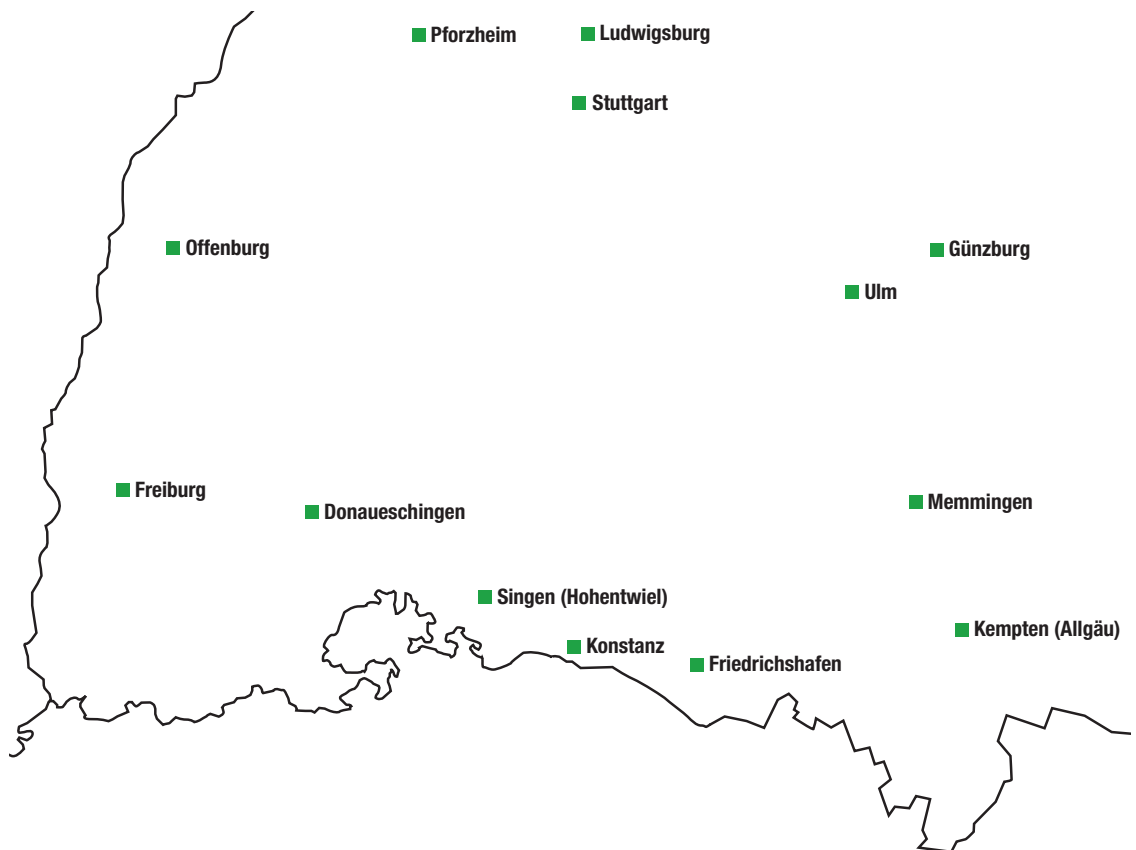 Pforzheim
Ludwigsburg
Stuttgart
Offenburg
Günzburg
Ulm
Freiburg
Donaueschingen
Memmingen
Singen (Hohentwiel)
Kempten (Allgäu)
Konstanz
Friedrichshafen